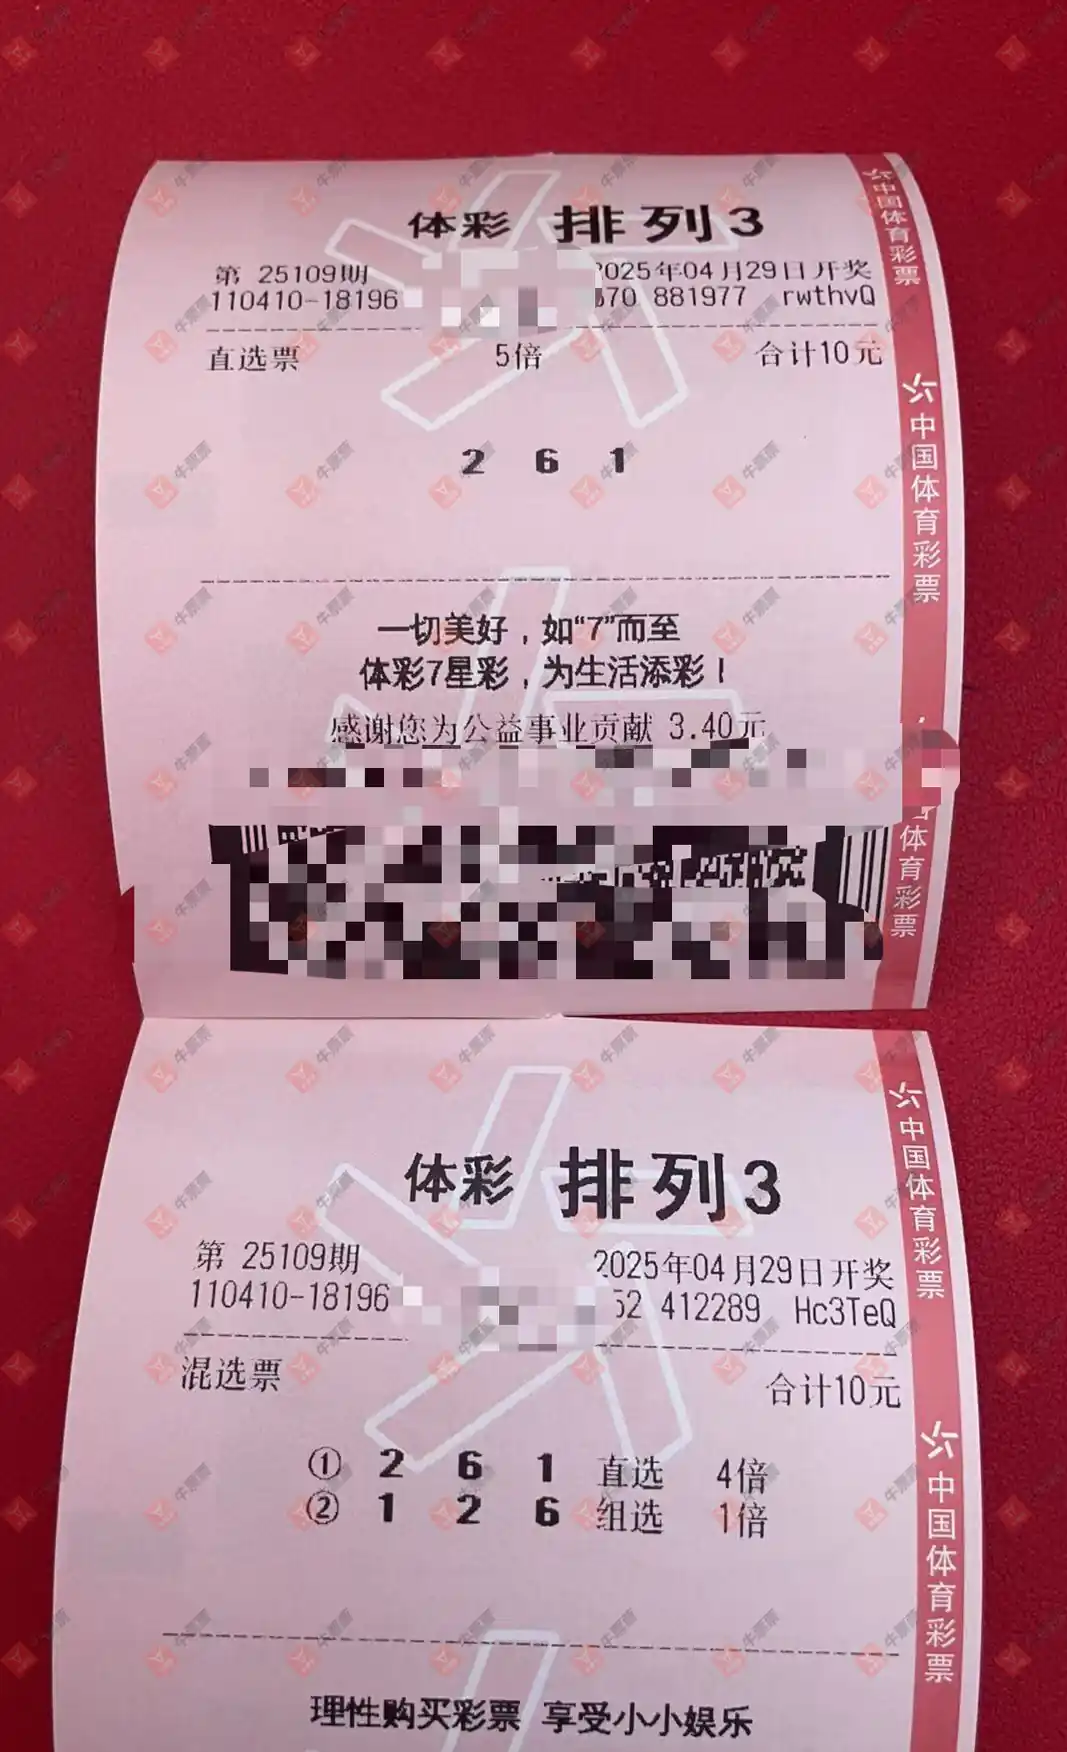 体彩 排列3
第 25109期 2025年04月29日开奖
110410-18196 670 881977 rwthvQ
直选票 5倍 合计10元
2 6 1
一切美好，如“7”而至
体彩7星彩，为生活添彩！
感谢您为公益事业贡献 3.40元
中国体育彩票
中国体育彩票
体育彩票
体彩 排列3
第 25109期 2025年04月29日开奖
110410-18196 52 412289 Hc3TeQ
混选票 合计10元
① 2 6 1 直选 4倍
② 1 2 6 组选 1倍
理性购买彩票 享受小小娱乐
中国体育彩票
中国体育彩票
牛票票